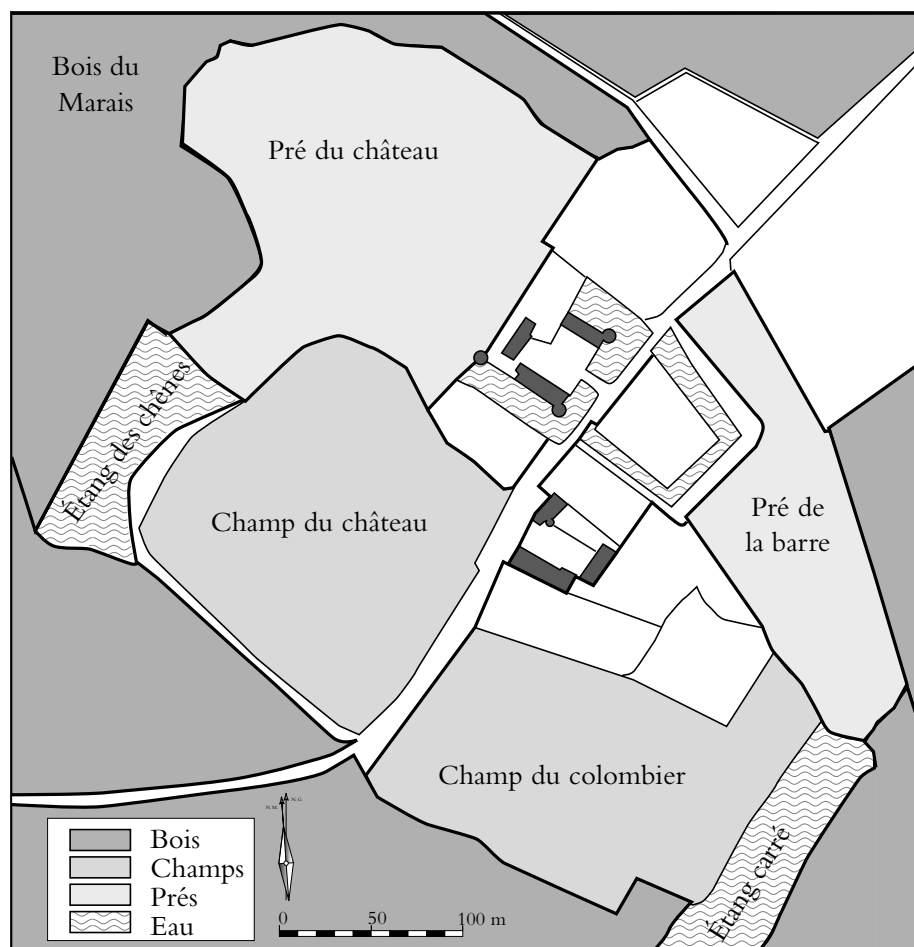 Bois du
Marais
Pré du château
Étang des chênes
Champ du château
Pré de
la barre
Champ du colombier
Étang carré
N.M. N.G.
Bois
Champs
Prés
Eau
0 50 100 m